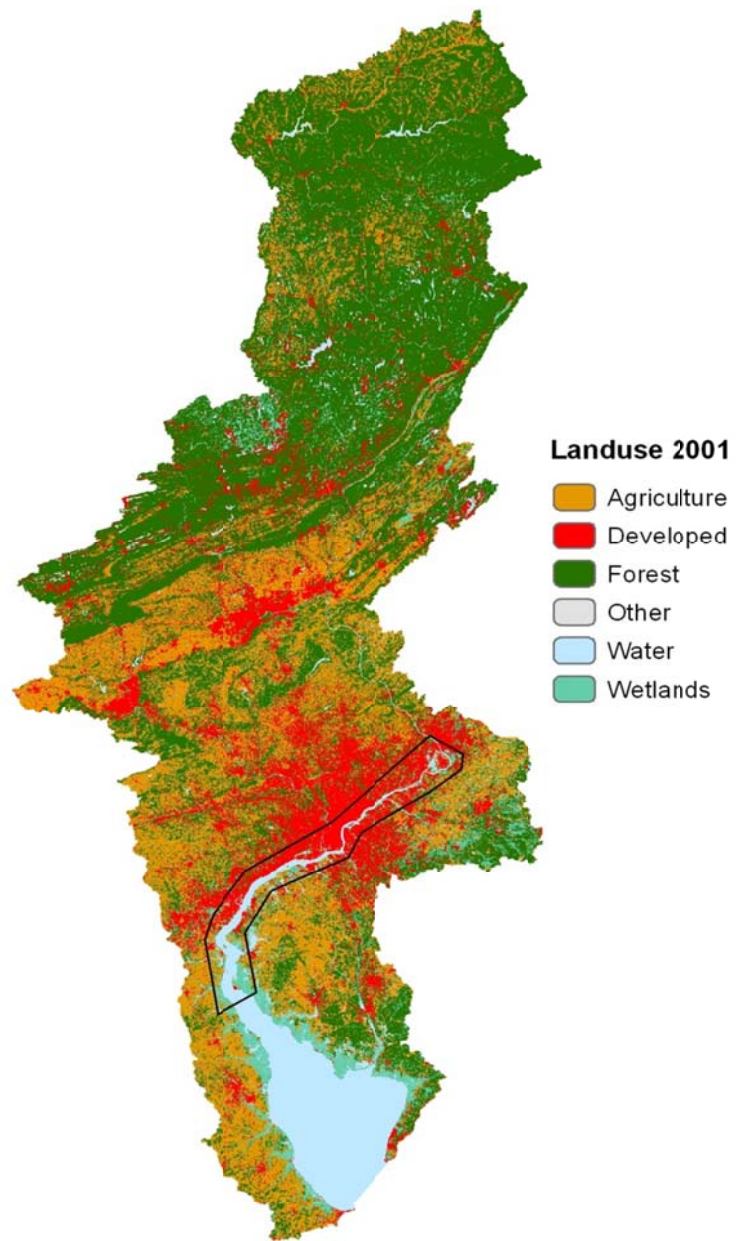 Landuse 2001
Agriculture
Developed
Forest
Other
Water
Wetlands